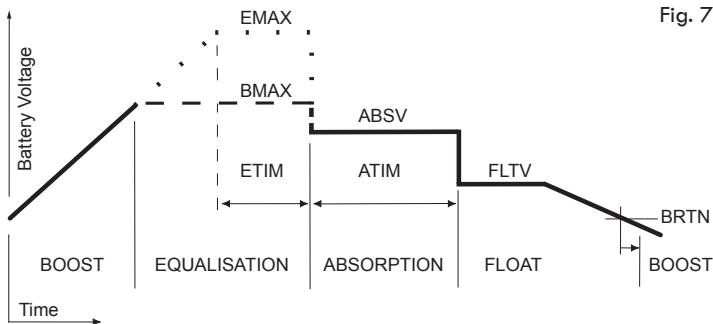 Fig. 7
EMAX
BMAX
Battery Voltage
ABSV
ETIM
ATIM
FLTV
BRTN
BOOST
EQUALISATION
ABSORPTION
FLOAT
BOOST
Time